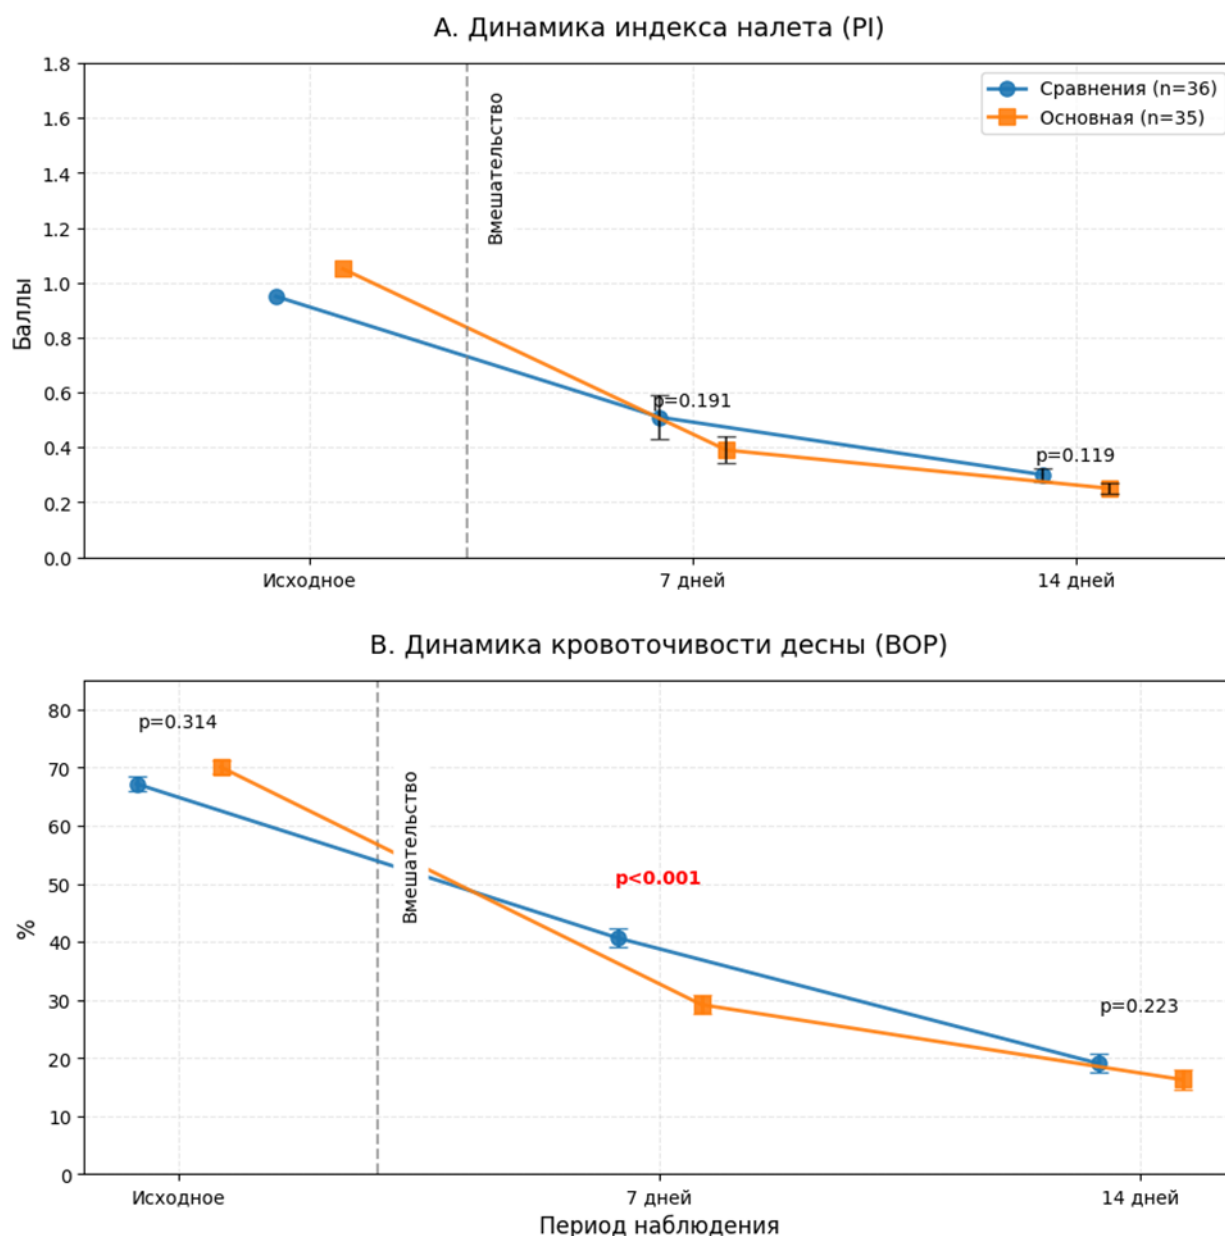 А. Динамика индекса налета (PI)
1.8
1.6
1.4
1.2
1.0
0.8
0.6
0.4
0.2
0.0
Баллы
Вмешательство
Сравнения (n=36)
Основная (n=35)
p=0.191
p=0.119
Исходное
7 дней
14 дней
В. Динамика кровоточивости десны (BOP)
80
70
60
50
40
30
20
10
0
%
p=0.314
Вмешательство
p<0.001
p=0.223
Исходное
7 дней
14 дней
Период наблюдения